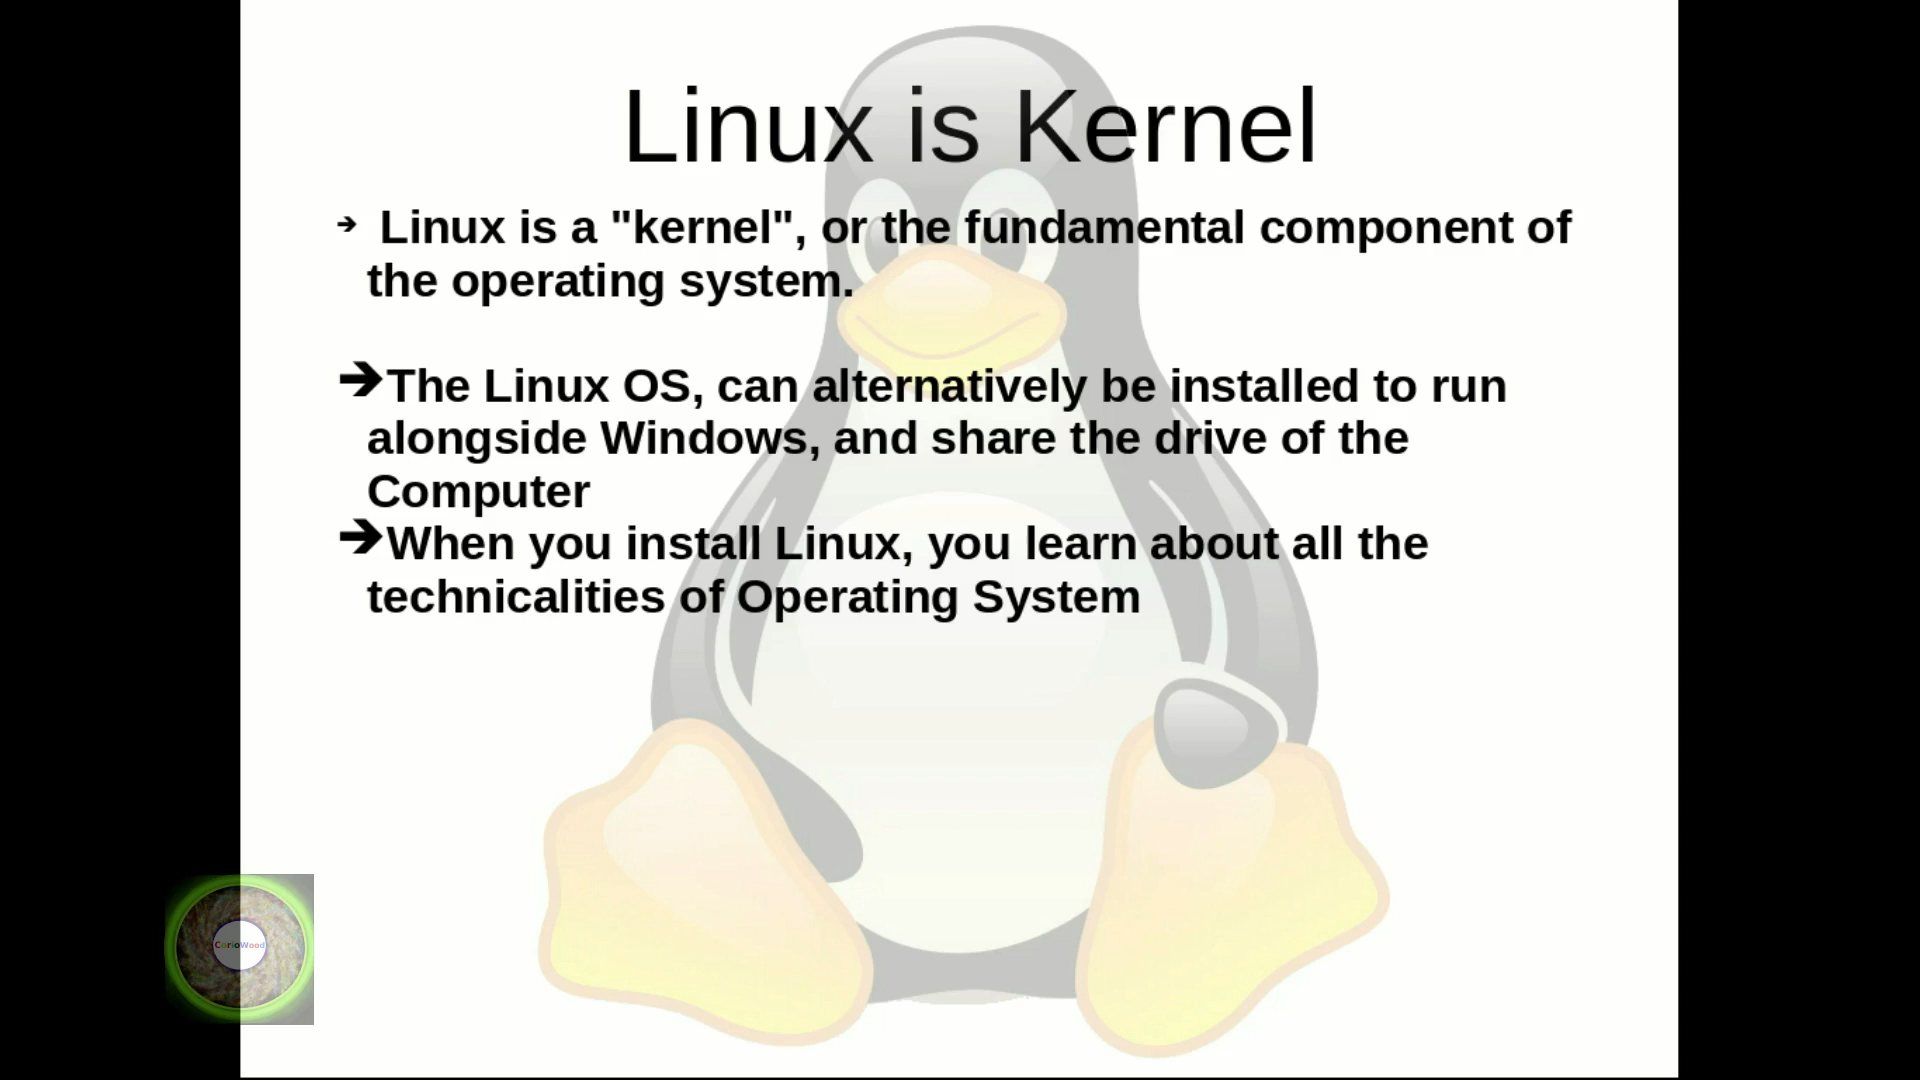 Linux is Kernel
➔ Linux is a "kernel", or the fundamental component of
the operating system.
➔The Linux OS, can alternatively be installed to run
alongside Windows, and share the drive of the
Computer
➔When you install Linux, you learn about all the
technicalities of Operating System
CurioWood